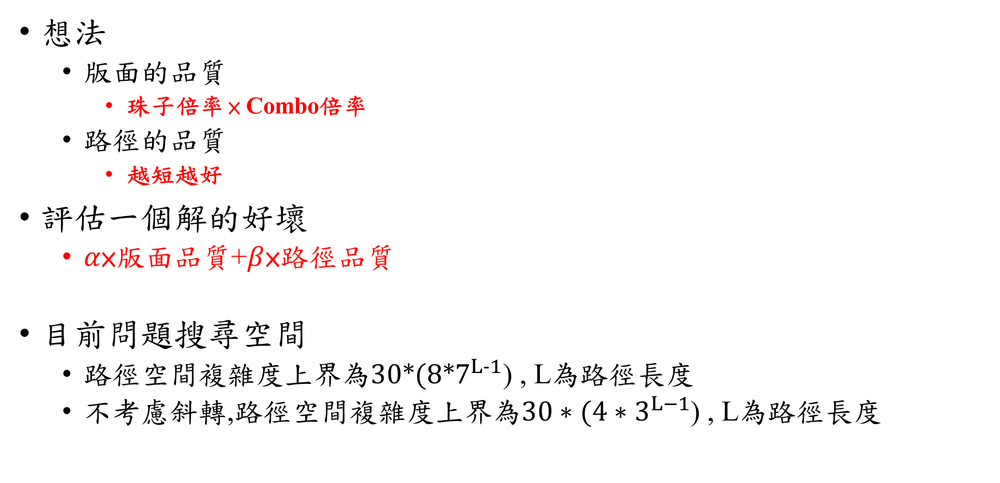 • 想法
• 版面的品質
• 珠子倍率×Combo倍率
• 路徑的品質
• 越短越好
• 評估一個解的好壞
• α×版面品質+β×路徑品質
• 目前問題搜尋空間
• 路徑空間複雜度上界為30*(8*7^L-1) , L為路徑長度
• 不考慮斜轉,路徑空間複雜度上界為30 * (4 * 3^L−1) , L為路徑長度